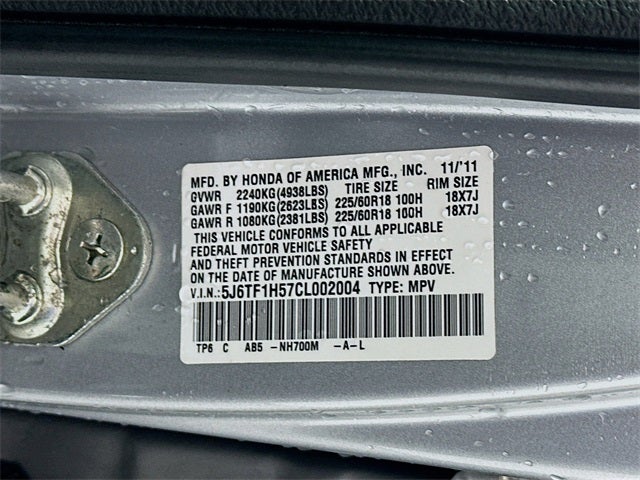 MFD. BY HONDA OF AMERICA MFG., INC. 11/'11
GVWR 2240KG(4938LBS) TIRE SIZE RIM SIZE
GAWR F 1190KG(2623LBS) 225/60R18 100H 18X7J
GAWR R 1080KG(2381LBS) 225/60R18 100H 18X7J
THIS VEHICLE CONFORMS TO ALL APPLICABLE
FEDERAL MOTOR VEHICLE SAFETY
AND THEFT PREVENTION STANDARDS IN EFFECT
ON THE DATE OF MANUFACTURE SHOWN ABOVE.
V.I.N.:5J6TF1H57CL002004 TYPE: MPV
TP6 C AB5 -NH700M -A-L